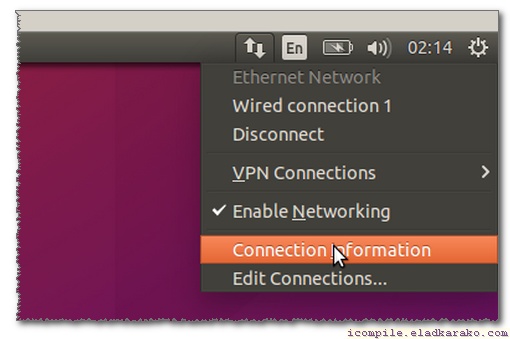 En 02:14
Ethernet Network
Wired connection 1
Disconnect
VPN Connections
Enable Networking
Connection Information
Edit Connections...
icompile.eladkarako.com